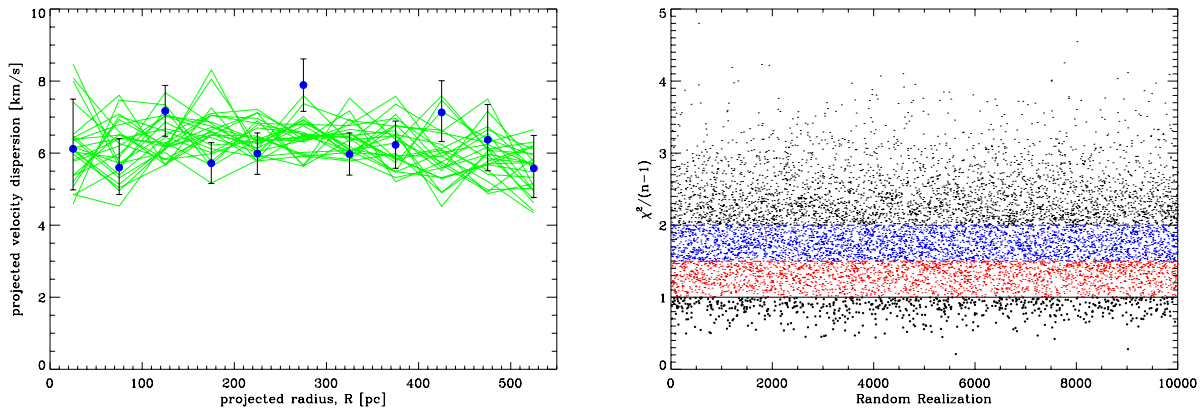 10
8
6
4
2
0
projected velocity dispersion [km/s]
0 100 200 300 400 500
projected radius, R [pc]
5
4
3
2
1
0
χ²/(n-1)
0 2000 4000 6000 8000 10000
Random Realization